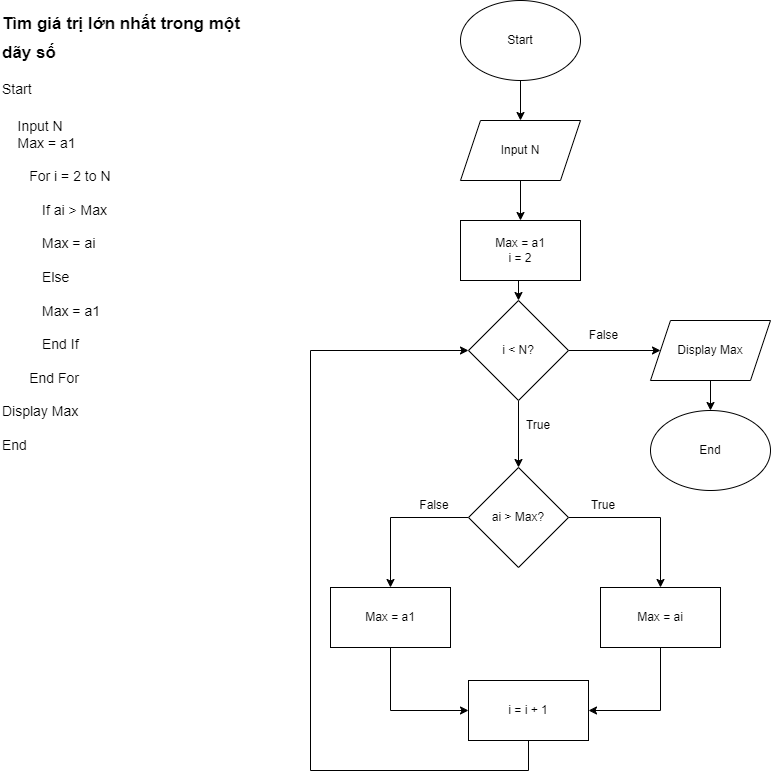 Tìm giá trị lớn nhất trong một
dãy số
Start
Input N
Max = a1
For i = 2 to N
If ai > Max
Max = ai
Else
Max = a1
End If
End For
Display Max
End
Start
Input N
Max = a1
i = 2
i < N?
False
Display Max
True
End
ai > Max?
False
True
Max = a1
Max = ai
i = i + 1